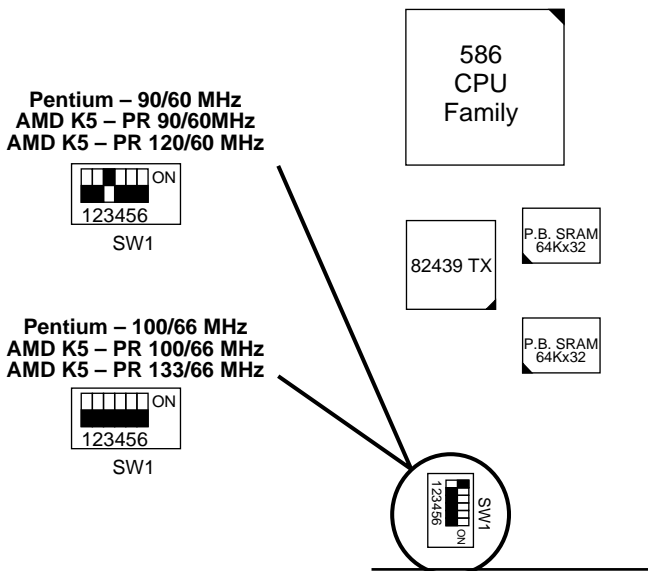 586
CPU
Family
Pentium – 90/60 MHz
AMD K5 – PR 90/60MHz
AMD K5 – PR 120/60 MHz
ON
123456
SW1
82439 TX
P.B. SRAM
64Kx32
P.B. SRAM
64Kx32
Pentium – 100/66 MHz
AMD K5 – PR 100/66 MHz
AMD K5 – PR 133/66 MHz
ON
123456
SW1
123456
ON
SW1